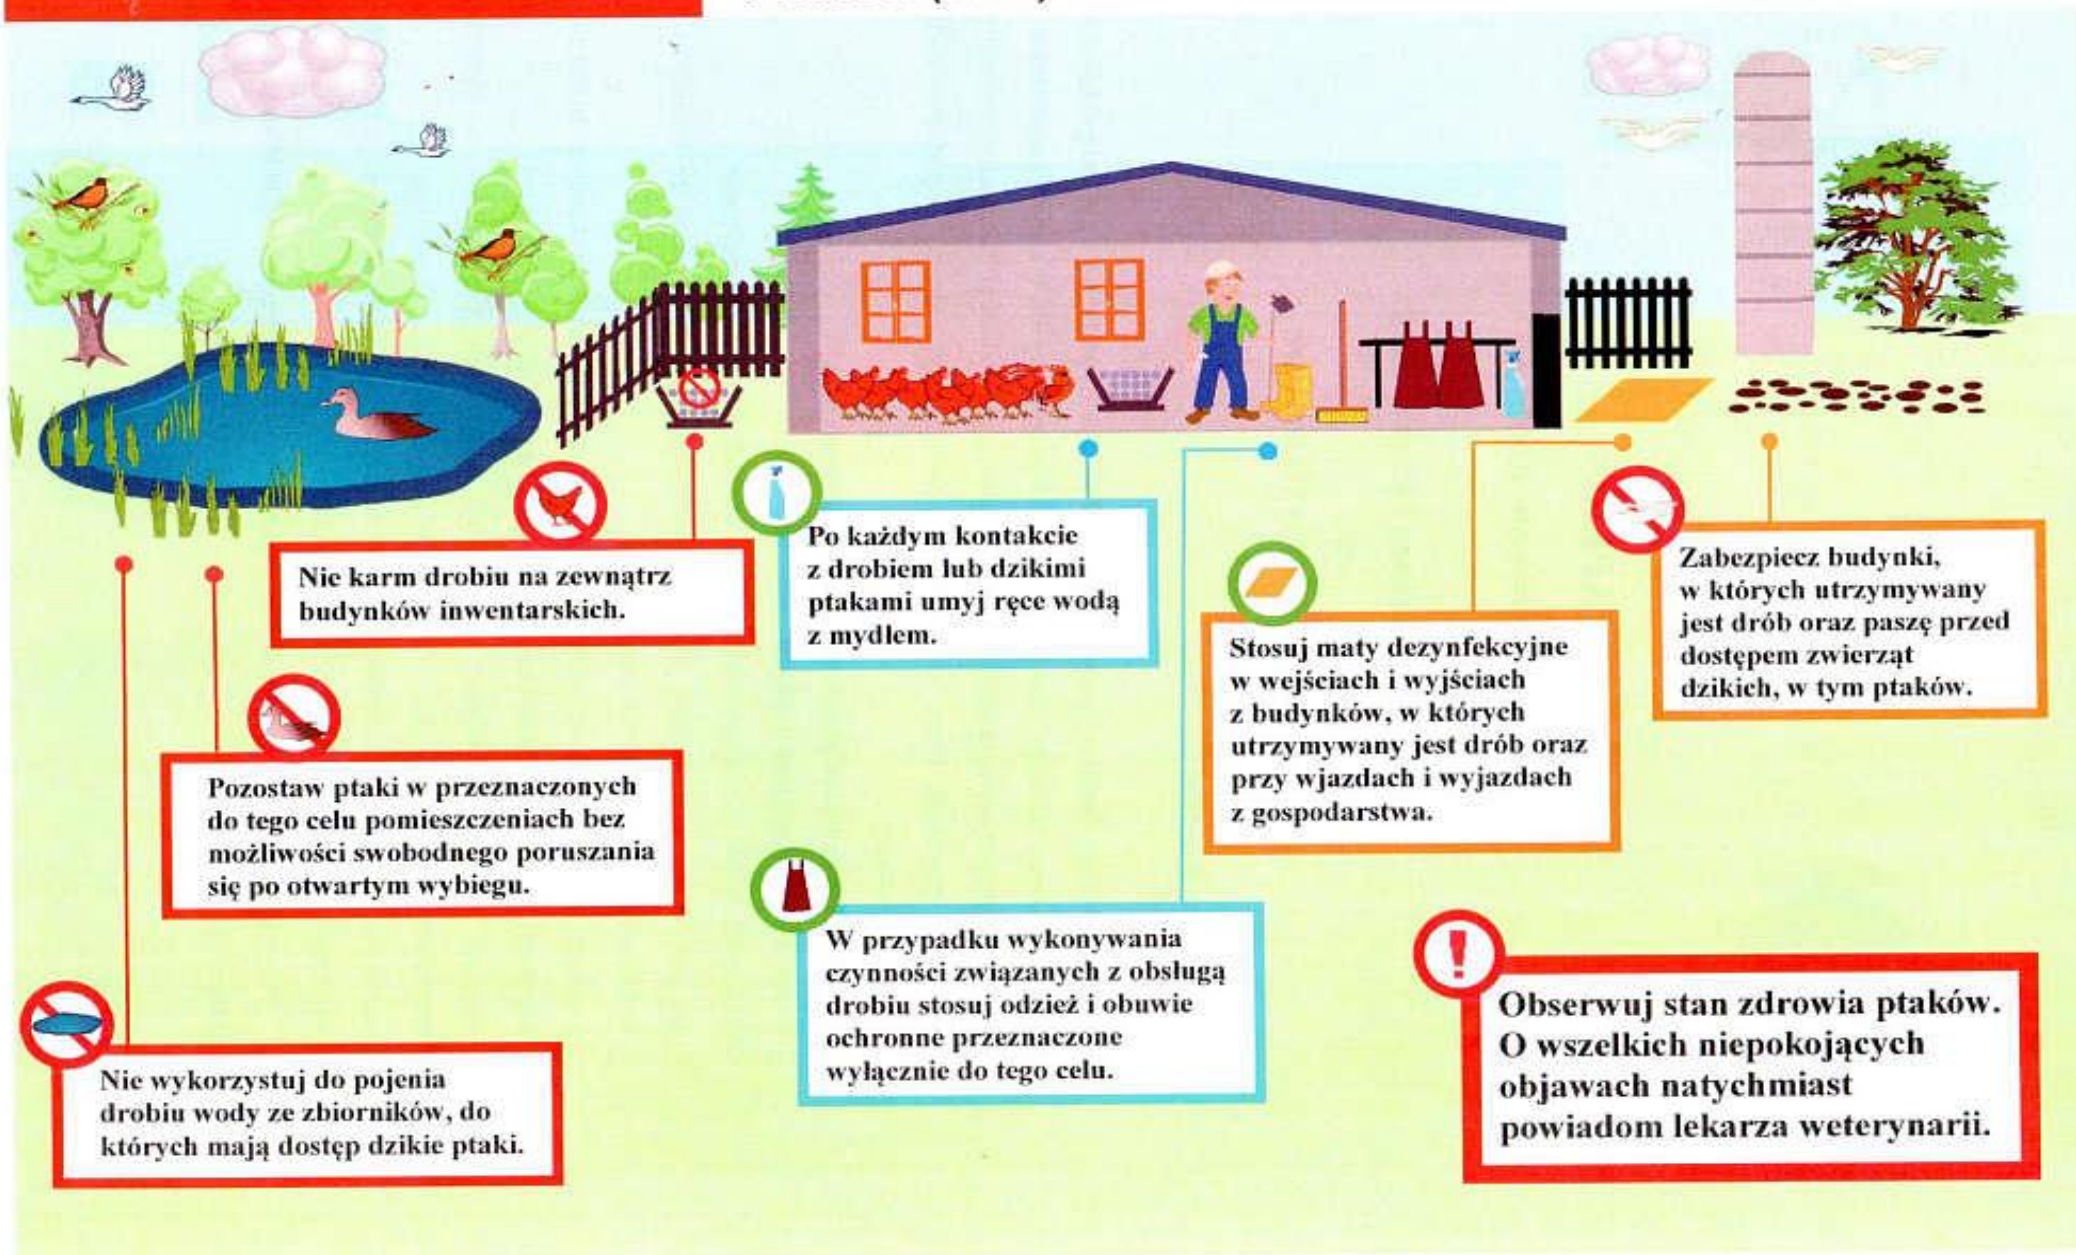 Nie karm drobiu na zewnątrz
budynków inwentarskich.
Po każdym kontakcie
z drobiem lub dzikimi
ptakami umyj ręce wodą
z mydłem.
Stosuj maty dezynfekcyjne
w wejściach i wyjściach
z budynków, w których
utrzymywany jest drób oraz
przy wjazdach i wyjazdach
z gospodarstwa.
Zabezpiecz budynki,
w których utrzymywany
jest drób oraz paszę przed
dostępem zwierząt
dzikich, w tym ptaków.
Pozostaw ptaki w przeznaczonych
do tego celu pomieszczeniach bez
możliwości swobodnego poruszania
się po otwartym wybiegu.
W przypadku wykonywania
czynności związanych z obsługą
drobiu stosuj odzież i obuwie
ochronne przeznaczone
wyłącznie do tego celu.
Obserwuj stan zdrowia ptaków.
O wszelkich niepokojących
objawach natychmiast
powiadom lekarza weterynarii.
Nie wykorzystuj do pojenia
drobiu wody ze zbiorników, do
których mają dostęp dzikie ptaki.